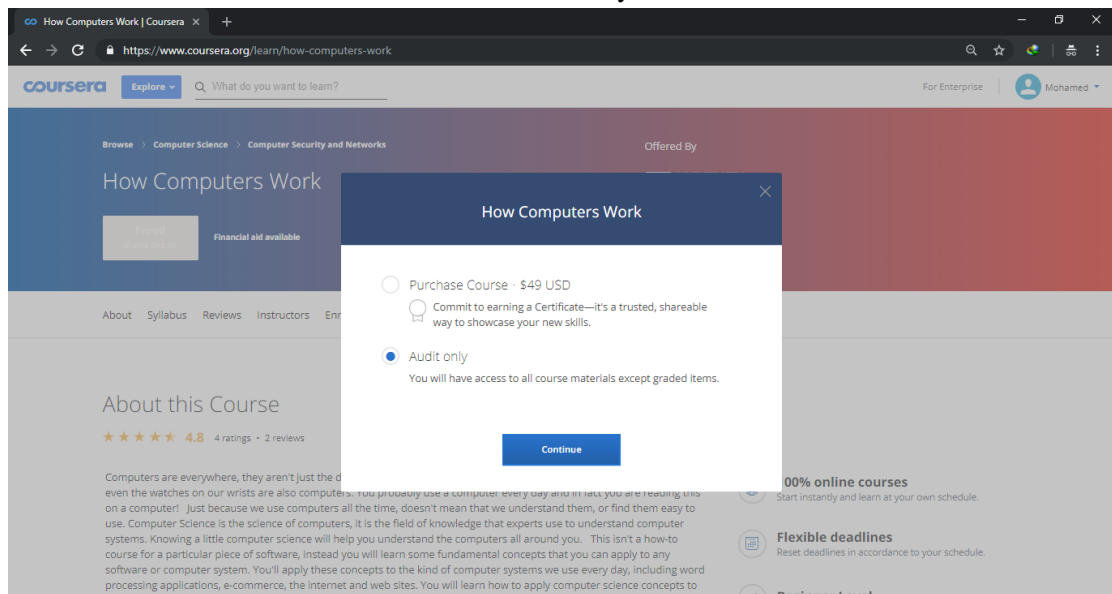 How Computers Work | Coursera
https://www.coursera.org/learn/how-computers-work
coursera
Explore
What do you want to learn?
For Enterprise
Mohamed
Browse > Computer Science > Computer Security and Networks
Offered By
How Computers Work
Enroll
Financial aid available
How Computers Work
Purchase Course · $49 USD
Commit to earning a Certificate—it's a trusted, shareable
way to showcase your new skills.
Audit only
You will have access to all course materials except graded items.
Continue
About Syllabus Reviews Instructors
About this Course
4.8 4 ratings • 2 reviews
Computers are everywhere, they aren't just the
even the watches on our wrists are also computers. You probably use a computer every day and in fact you are reading this
on a computer! Just because we use computers all the time, doesn't mean that we understand them, or find them easy to
use. Computer Science is the science of computers, it is the field of knowledge that experts use to understand computer
systems. Knowing a little computer science will help you understand the computers all around you. This isn't a how-to
course for a particular piece of software, instead you will learn some fundamental concepts that you can apply to any
software or computer system. You'll apply these concepts to the kind of computer systems we use every day, including word
processing applications, e-commerce, the internet and web sites. You will learn how to apply computer science concepts to
00% online courses
Start instantly and learn at your own schedule.
Flexible deadlines
Reset deadlines in accordance to your schedule.